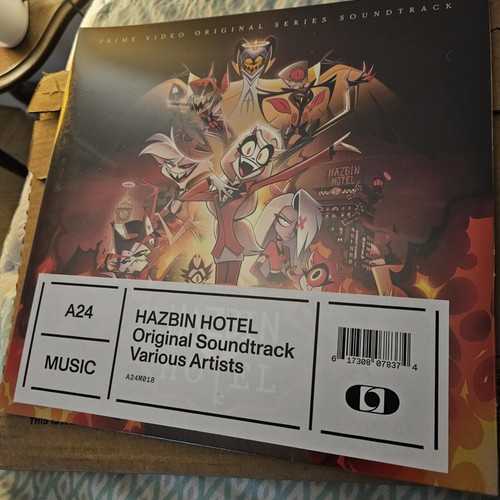 PRIME VIDEO ORIGINAL SERIES SOUNDTRACK
HAZBIN
HOTEL
A24
MUSIC
HAZBIN HOTEL
Original Soundtrack
Various Artists
A24M018
6 17308 07837 4